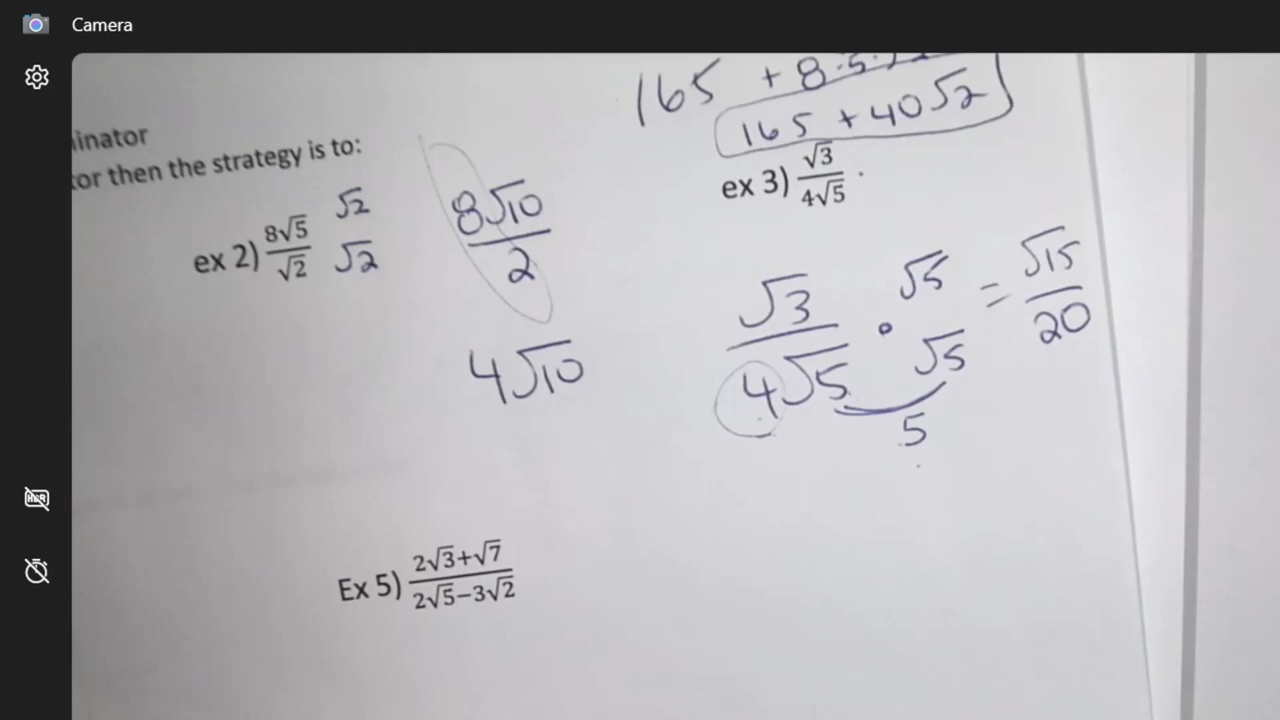 Camera
165 + 8·5·√2
165 + 40√2
inator
tor then the strategy is to:
ex 2) 8√5/√2 √2/√2
8√10/2
4√10
ex 3) √3/4√5 ·
√3/4√5 • √5/√5 = √15/20
5
Ex 5) 2√3+√7/2√5−3√2